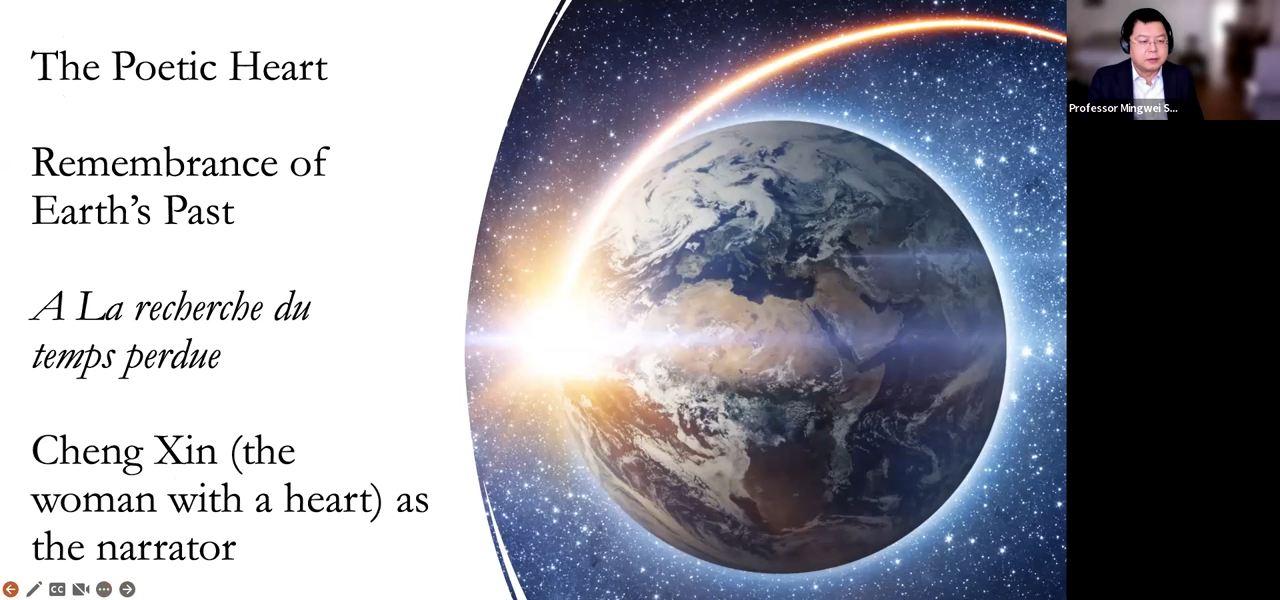 The Poetic Heart
Remembrance of
Earth’s Past
A La recherche du
temps perdue
Cheng Xin (the
woman with a heart) as
the narrator
Professor Mingwei S...
CC